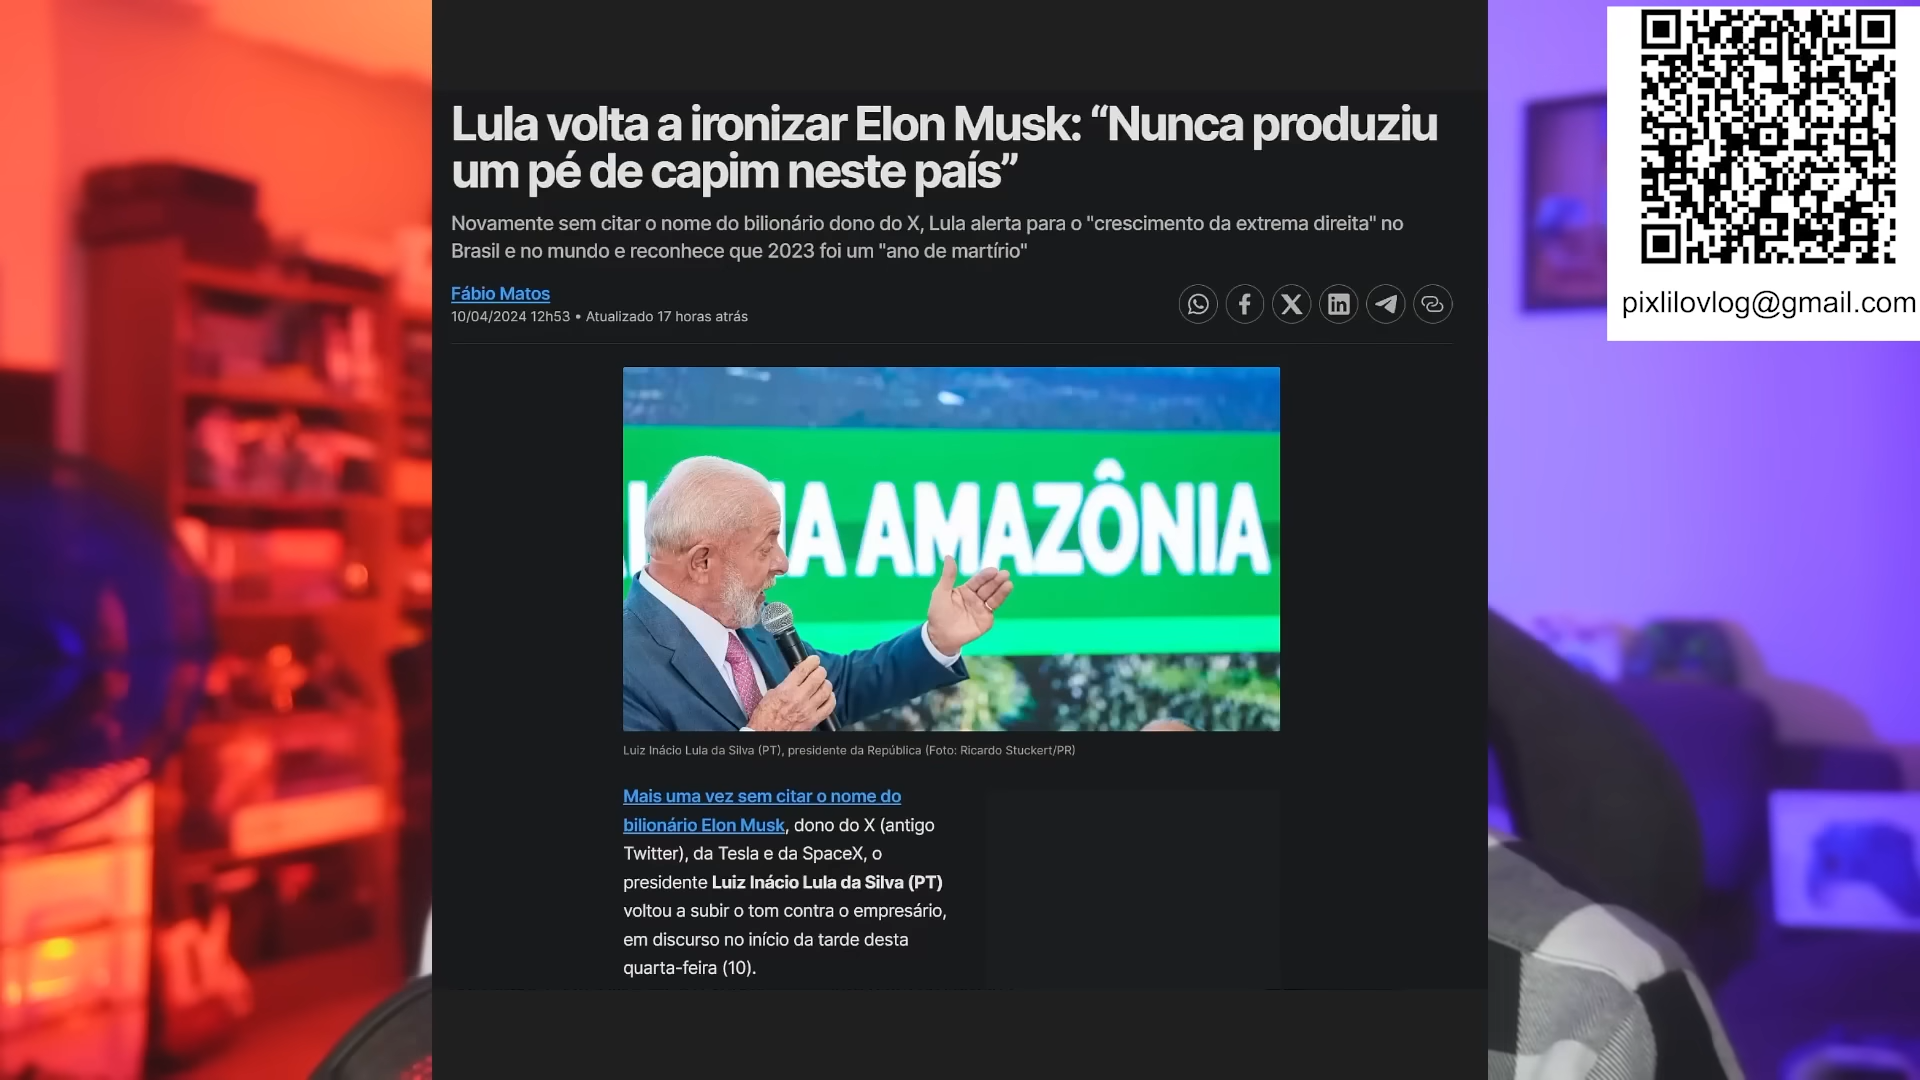 Lula volta a ironizar Elon Musk: “Nunca produziu
um pé de capim neste país”
Novamente sem citar o nome do bilionário dono do X, Lula alerta para o "crescimento da extrema direita" no
Brasil e no mundo e reconhece que 2023 foi um "ano de martírio"
Fábio Matos
10/04/2024 12h53 • Atualizado 17 horas atrás
pixlilovlog@gmail.com
NA AMAZÔNIA
Luiz Inácio Lula da Silva (PT), presidente da República (Foto: Ricardo Stuckert/PR)
Mais uma vez sem citar o nome do
bilionário Elon Musk, dono do X (antigo
Twitter), da Tesla e da SpaceX, o
presidente Luiz Inácio Lula da Silva (PT)
voltou a subir o tom contra o empresário,
em discurso no início da tarde desta
quarta-feira (10).